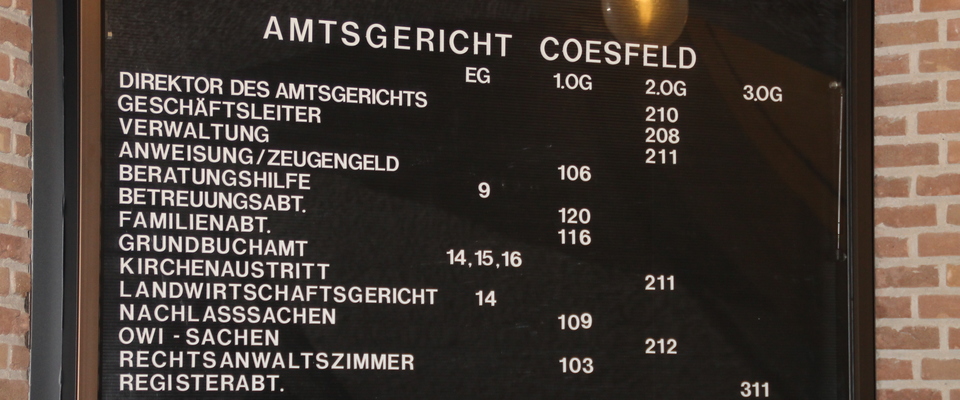 AMTSGERICHT COESFELD
EG 1.OG 2.OG 3.OG
DIREKTOR DES AMTSGERICHTS 210
GESCHÄFTSLEITER 208
VERWALTUNG 211
ANWEISUNG/ZEUGENGELD 106
BERATUNGSHILFE 9
BETREUUNGSABT. 120
FAMILIENABT. 116
GRUNDBUCHAMT 14,15,16
KIRCHENAUSTRITT 211
LANDWIRTSCHAFTSGERICHT 14
NACHLASSSACHEN 109
OWI - SACHEN 212
RECHTSANWALTSZIMMER 103
REGISTERABT. 311